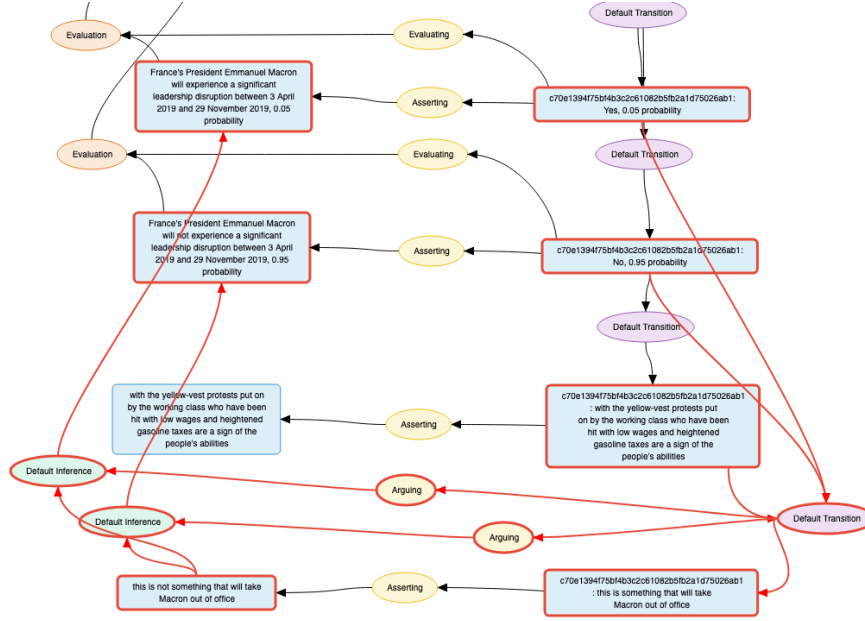 Default Transition
Evaluation
Evaluating
France's President Emmanuel Macron
will experience a significant
leadership disruption between 3 April
2019 and 29 November 2019, 0.05
probability
Asserting
c70e1394f75bf4b3c2c61082b5fb2a1d75026ab1:
Yes, 0.05 probability
Evaluation
Evaluating
Default Transition
France's President Emmanuel Macron
will not experience a significant
leadership disruption between 3 April
2019 and 29 November 2019, 0.95
probability
Asserting
c70e1394f75bf4b3c2c61082b5fb2a1d75026ab1:
No, 0.95 probability
Default Transition
with the yellow-vest protests put on
by the working class who have been
hit with low wages and heightened
gasoline taxes are a sign of the
people's abilities
Asserting
c70e1394f75bf4b3c2c61082b5fb2a1d75026ab1
: with the yellow-vest protests put
on by the working class who have been
hit with low wages and heightened
gasoline taxes are a sign of the
people's abilities
Default Inference
Arguing
Default Inference
Arguing
Default Transition
this is not something that will take
Macron out of office
Asserting
c70e1394f75bf4b3c2c61082b5fb2a1d75026ab1
: this is something that will take
Macron out of office